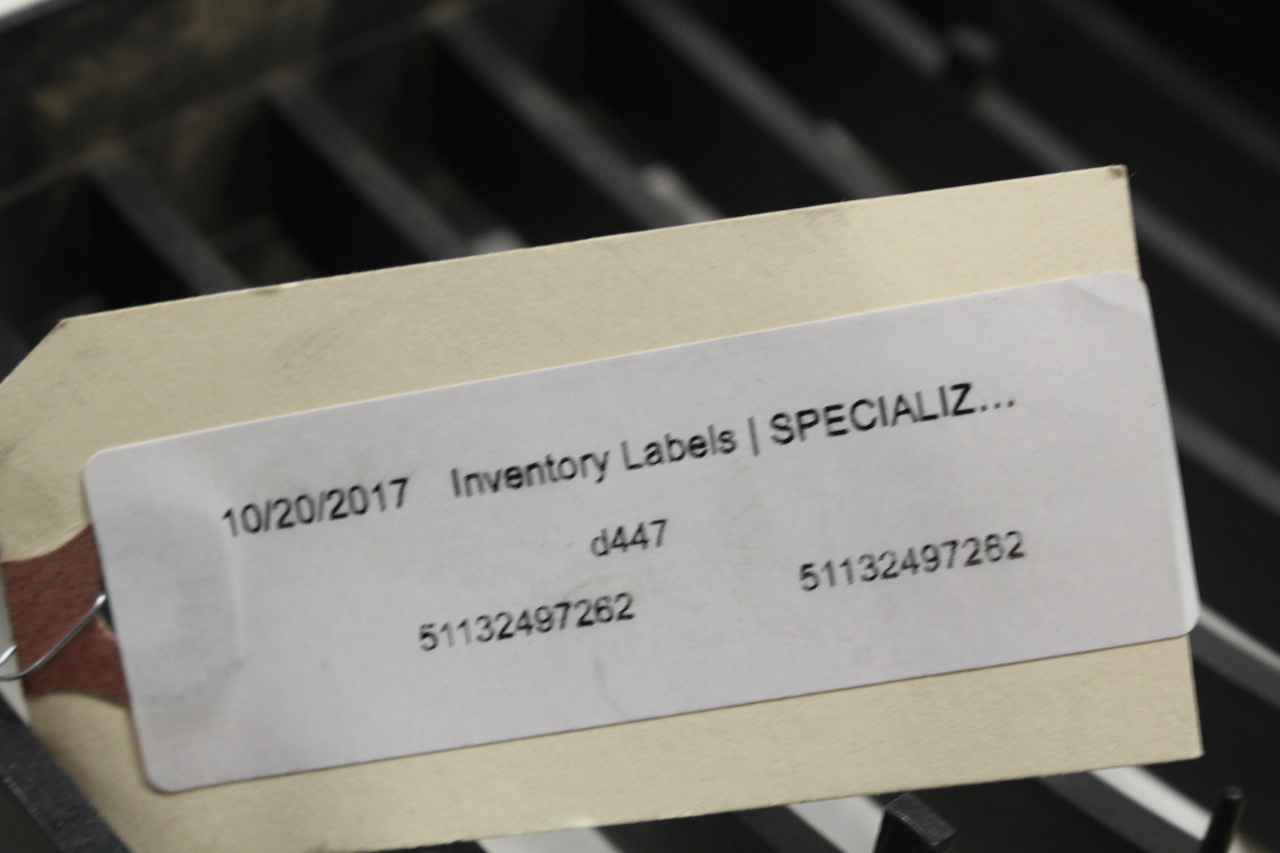 10/20/2017 Inventory Labels | SPECIALIZ...
d447
51132497262 51132497262